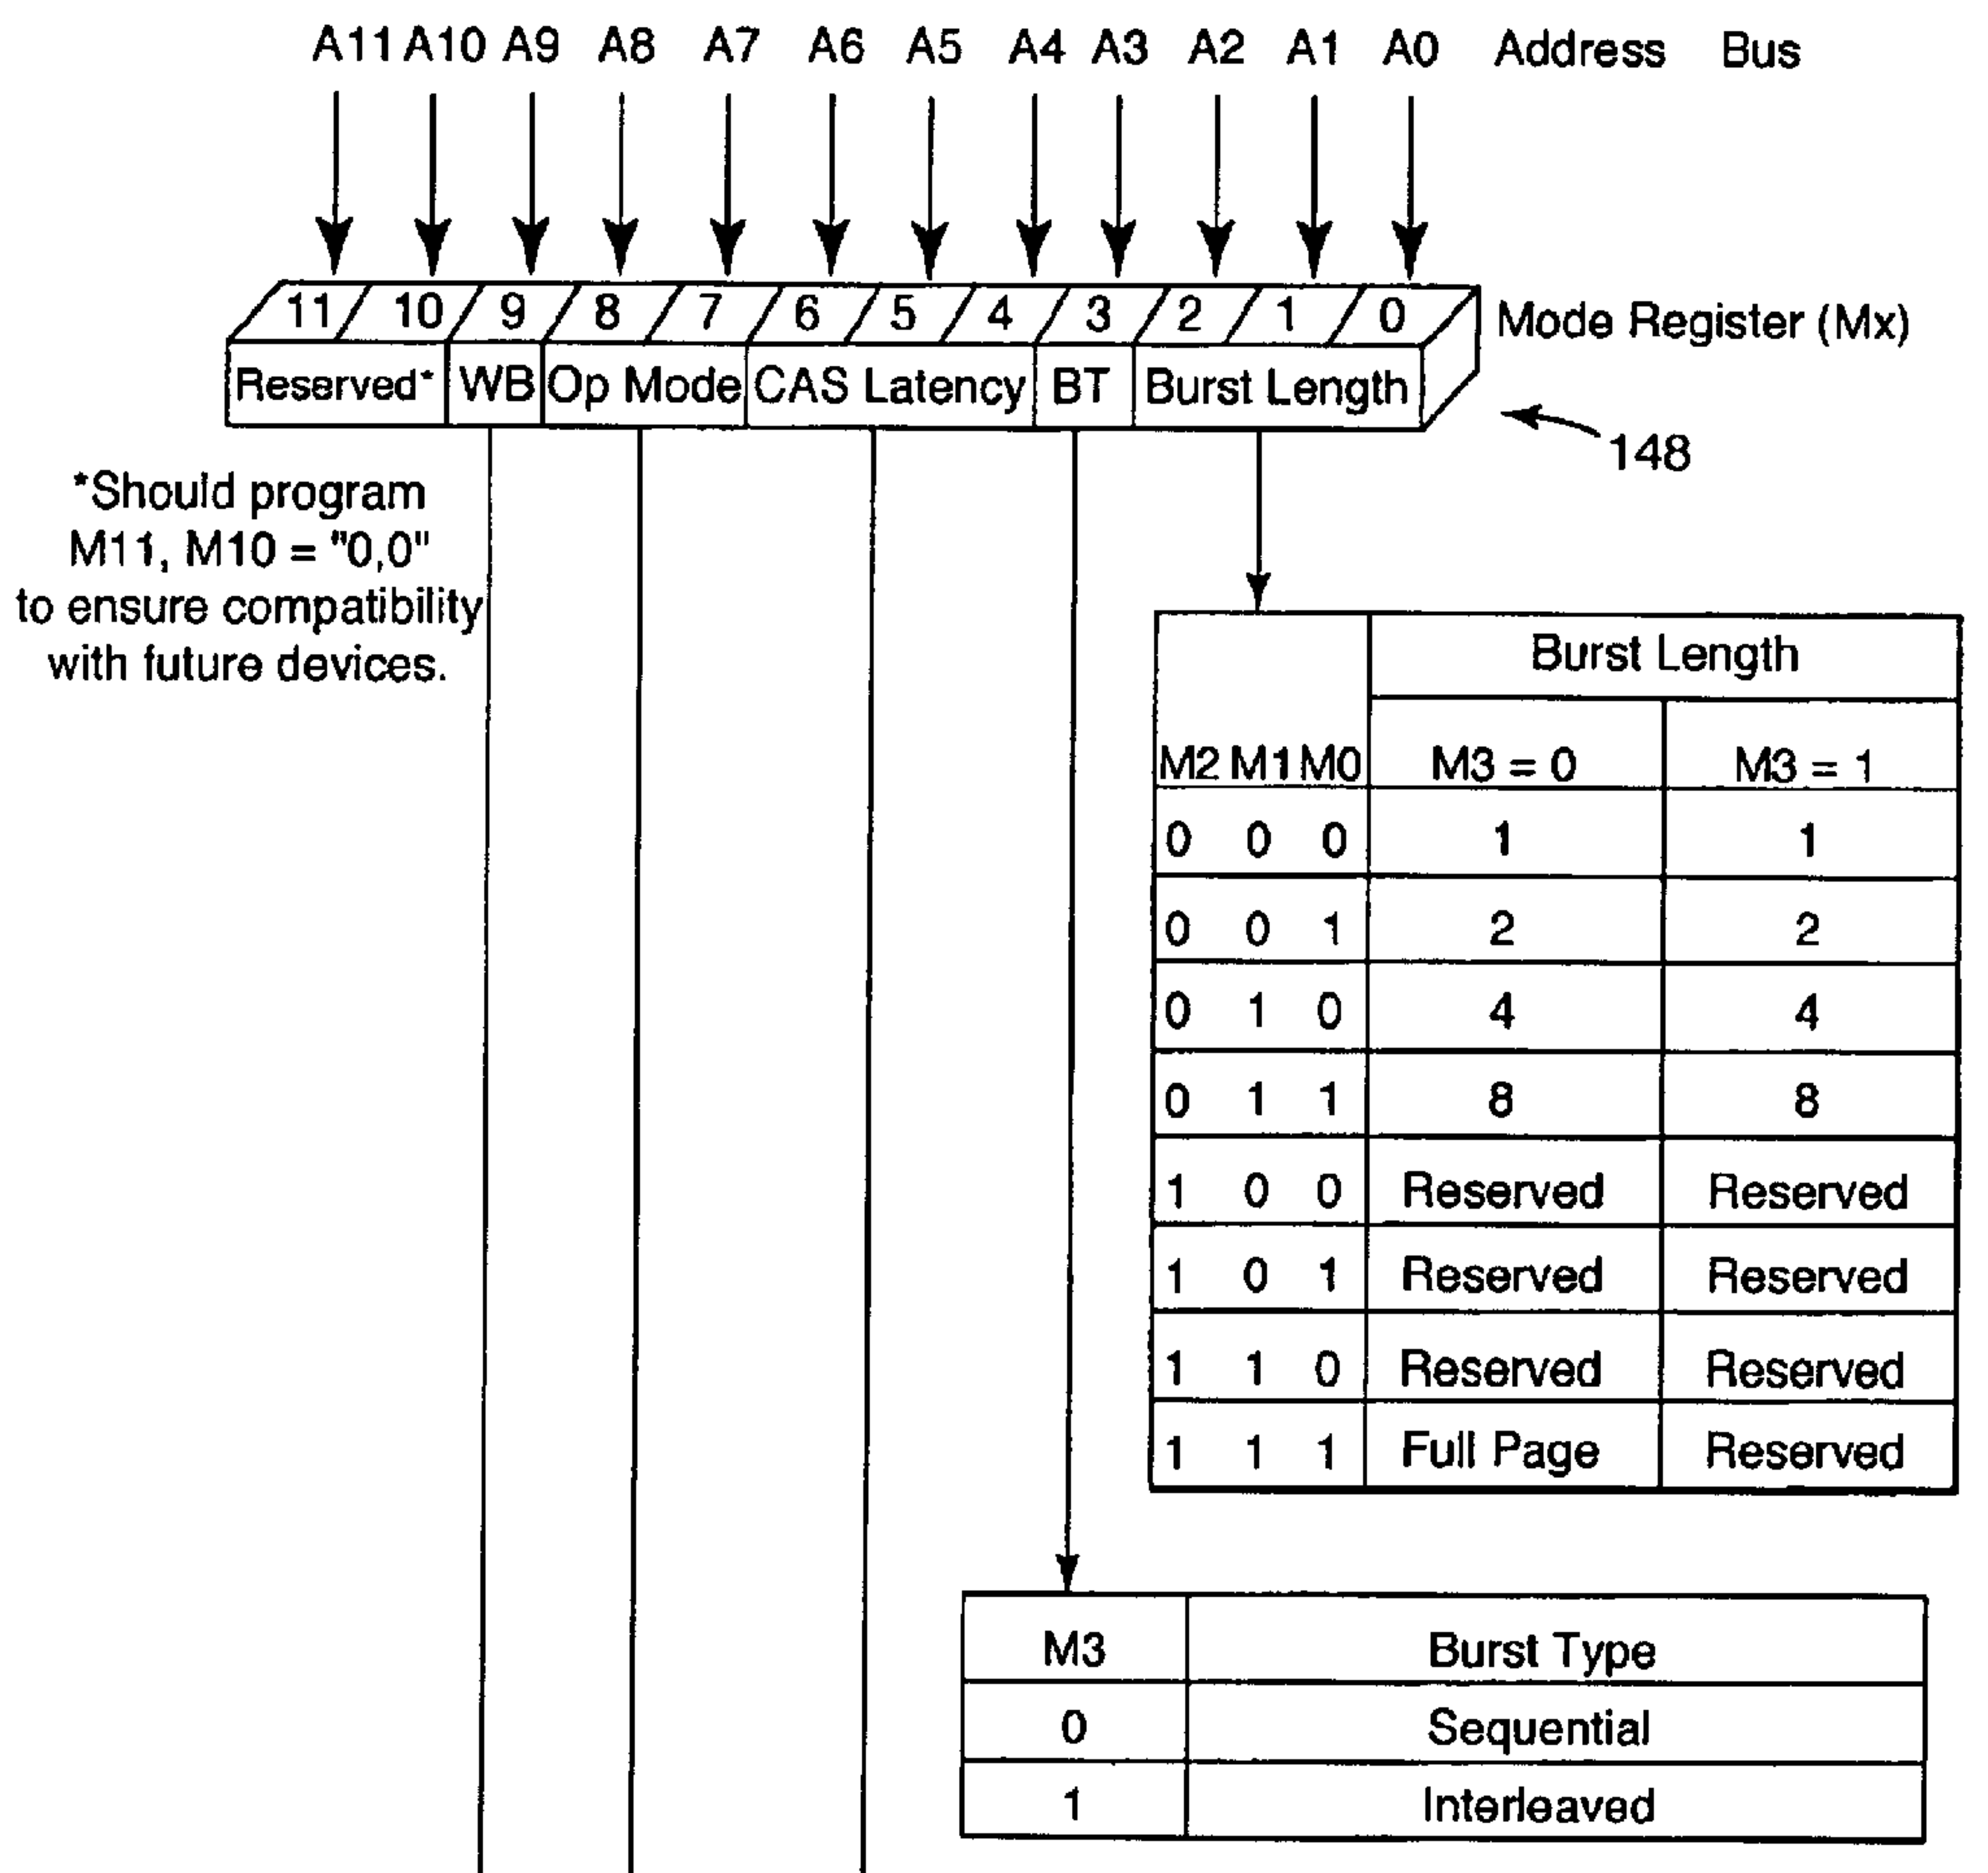 A11 A10 A9 A8 A7 A6 A5 A4 A3 A2 A1 A0 Address Bus
11 10 9 8 7 6 5 4 3 2 1 0 Mode Register (Mx)
Reserved* WB Op Mode CAS Latency BT Burst Length
148
*Should program
M11, M10 = "0,0"
to ensure compatibility
with future devices.
Burst Length
M2 M1 M0 M3 = 0 M3 = 1
0 0 0 1 1
0 0 1 2 2
0 1 0 4 4
0 1 1 8 8
1 0 0 Reserved Reserved
1 0 1 Reserved Reserved
1 1 0 Reserved Reserved
1 1 1 Full Page Reserved
M3 Burst Type
0 Sequential
1 Interleaved